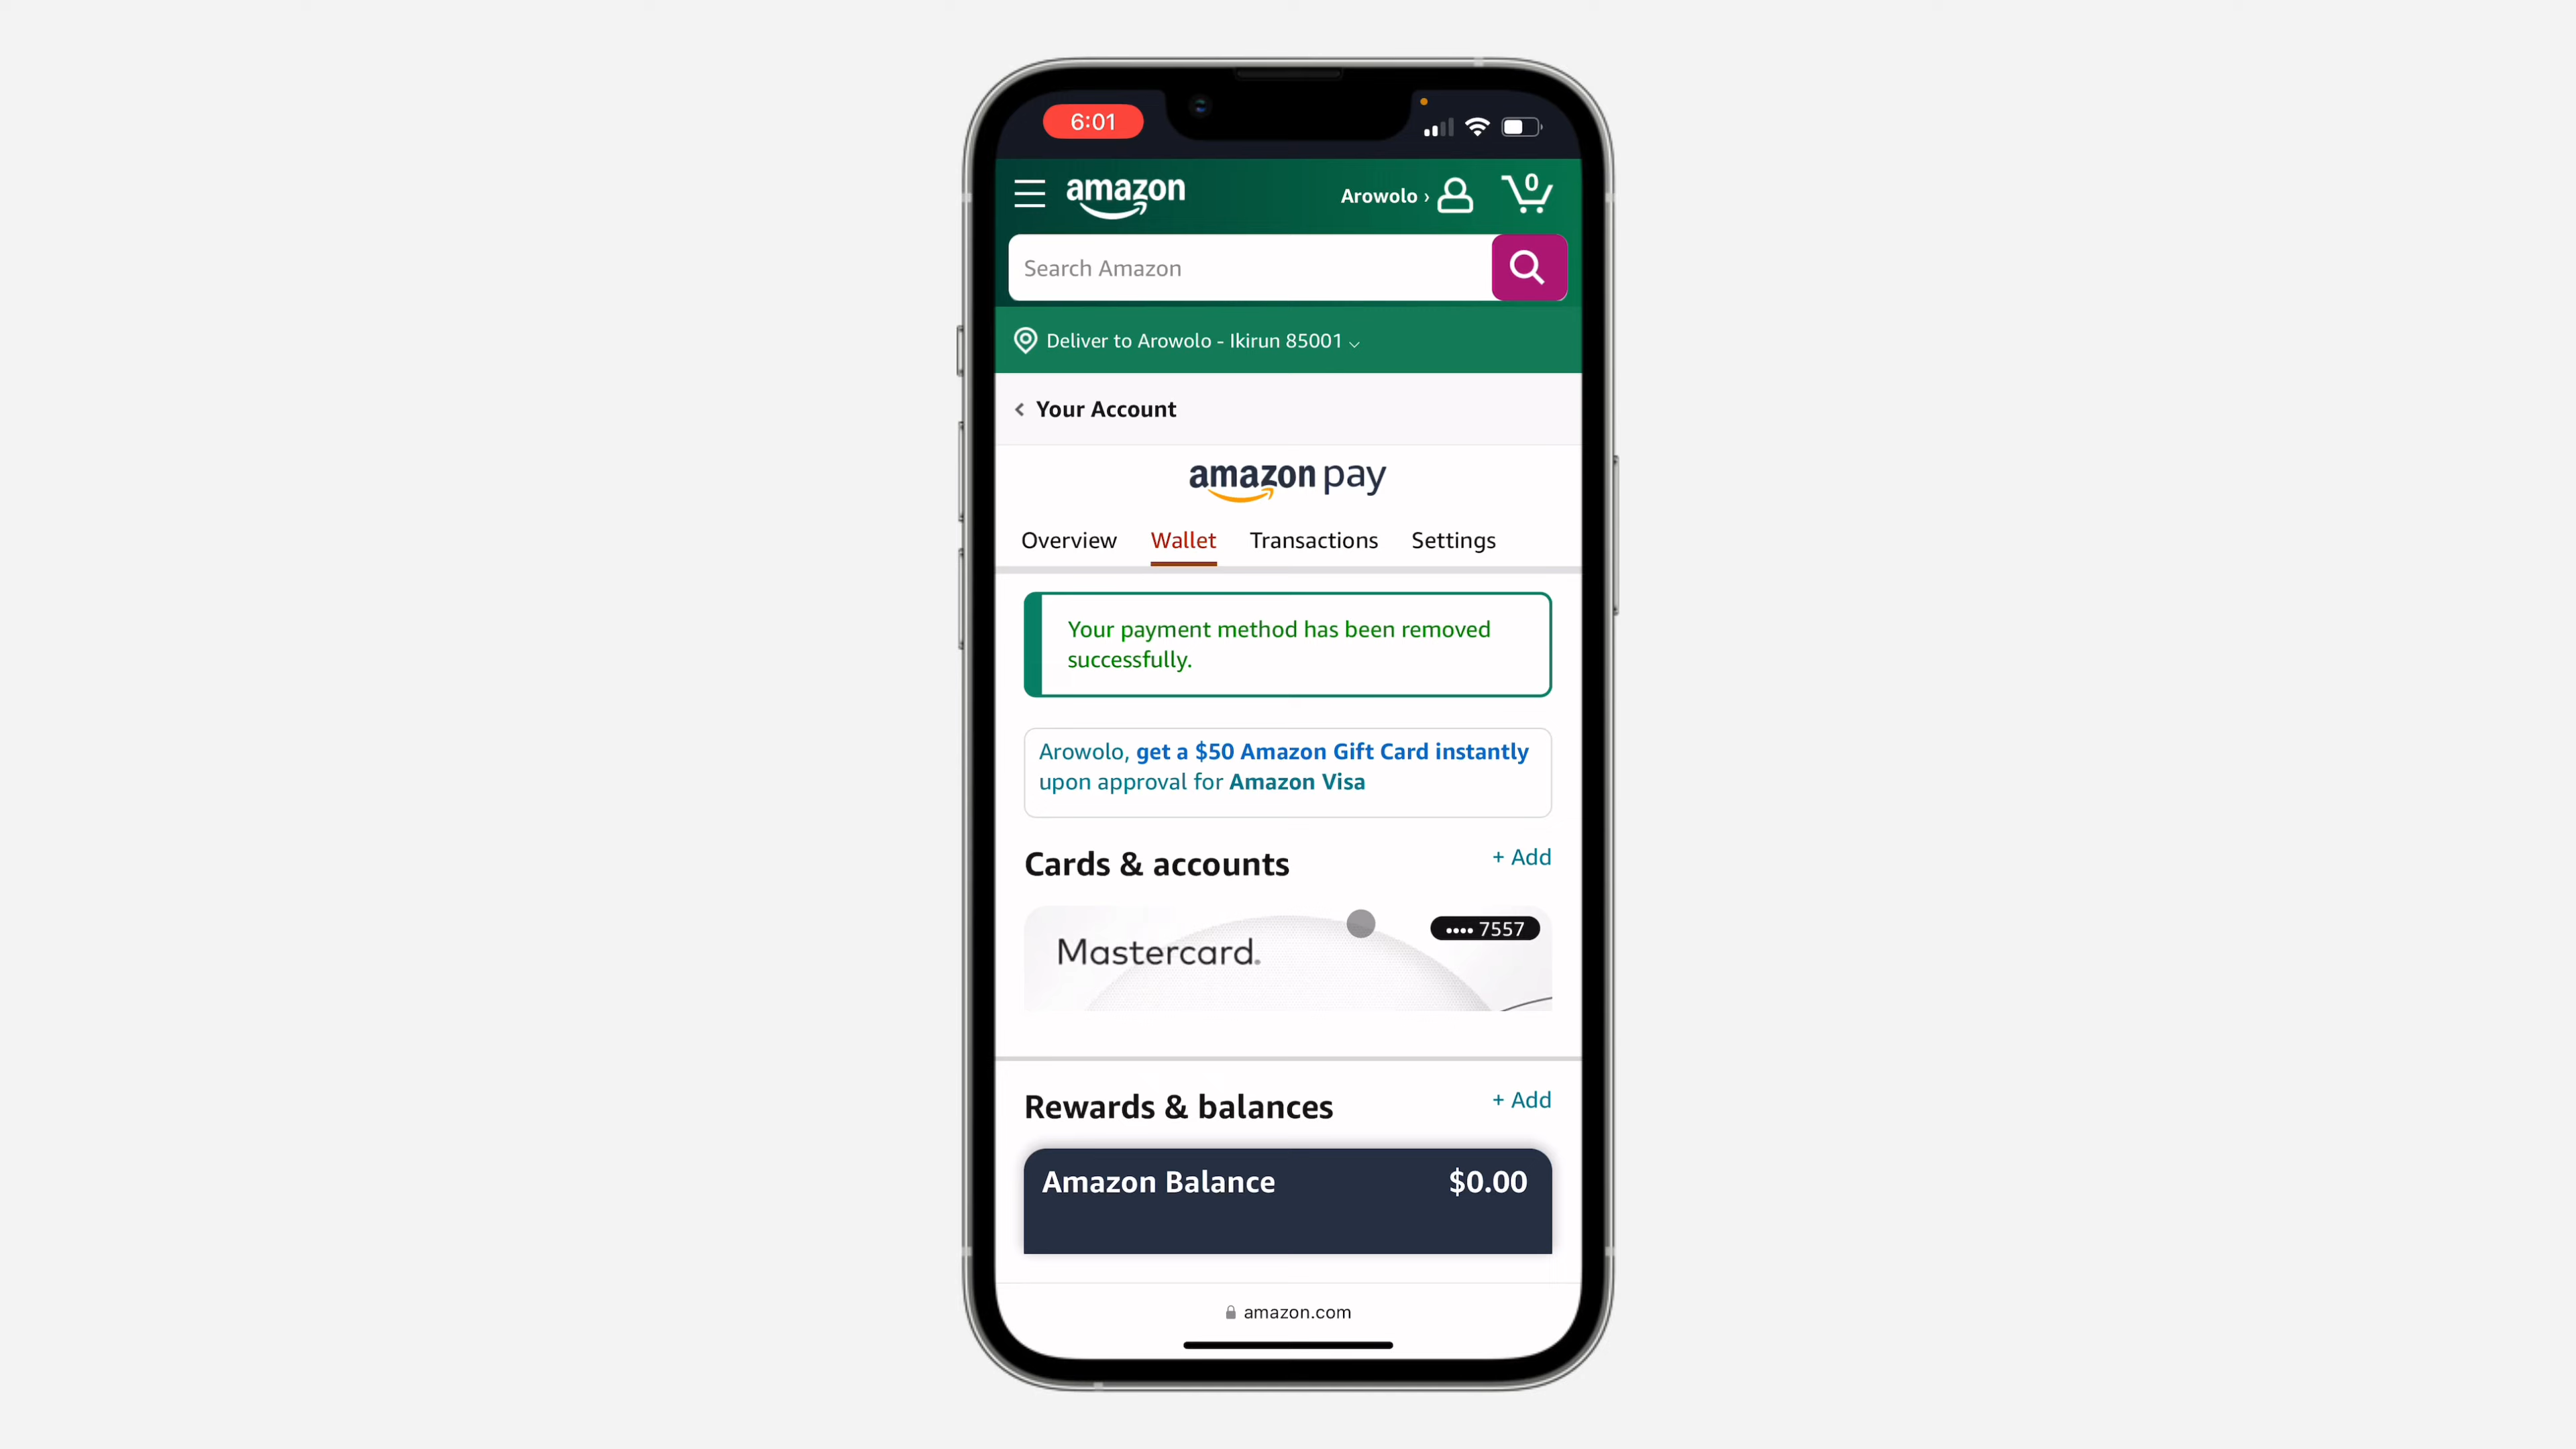 6:01
amazon
Arowolo ›
0
Search Amazon
Deliver to Arowolo - Ikirun 85001
Your Account
amazon pay
Overview Wallet Transactions Settings
Your payment method has been removed
successfully.
Arowolo, get a $50 Amazon Gift Card instantly
upon approval for Amazon Visa
Cards & accounts
+ Add
Mastercard.
•••• 7557
Rewards & balances
+ Add
Amazon Balance $0.00
amazon.com